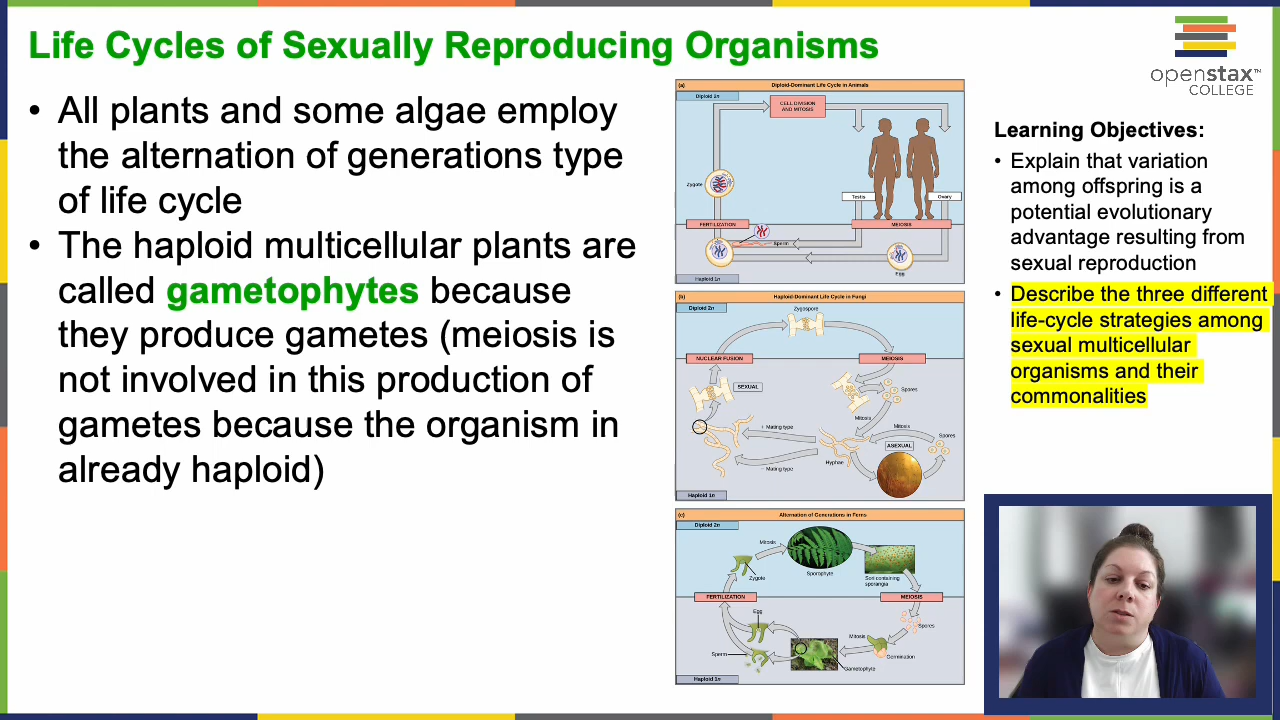 Life Cycles of Sexually Reproducing Organisms
• All plants and some algae employ
the alternation of generations type
of life cycle
• The haploid multicellular plants are
called gametophytes because
they produce gametes (meiosis is
not involved in this production of
gametes because the organism in
already haploid)
(a) Diploid-Dominant Life Cycle in Animals
Diploid 2n
CELL DIVISION
AND MITOSIS
Zygote
Testis
Ovary
FERTILIZATION
MEIOSIS
Sperm
Egg
Haploid 1n
(b) Haploid-Dominant Life Cycle in Fungi
Diploid 2n
Zygospore
NUCLEAR FUSION
MEIOSIS
SEXUAL
Spores
Mitosis
+ Mating type
Mitosis
Spores
ASEXUAL
Hyphae
− Mating type
Haploid 1n
(c) Alternation of Generations in Ferns
Diploid 2n
Mitosis
Sporophyte
Zygote
Sori containing
sporangia
FERTILIZATION
MEIOSIS
Egg
Spores
Mitosis
Sperm
Germination
Gametophyte
Haploid 1n
openstax™
COLLEGE
Learning Objectives:
• Explain that variation
among offspring is a
potential evolutionary
advantage resulting from
sexual reproduction
• Describe the three different
life-cycle strategies among
sexual multicellular
organisms and their
commonalities